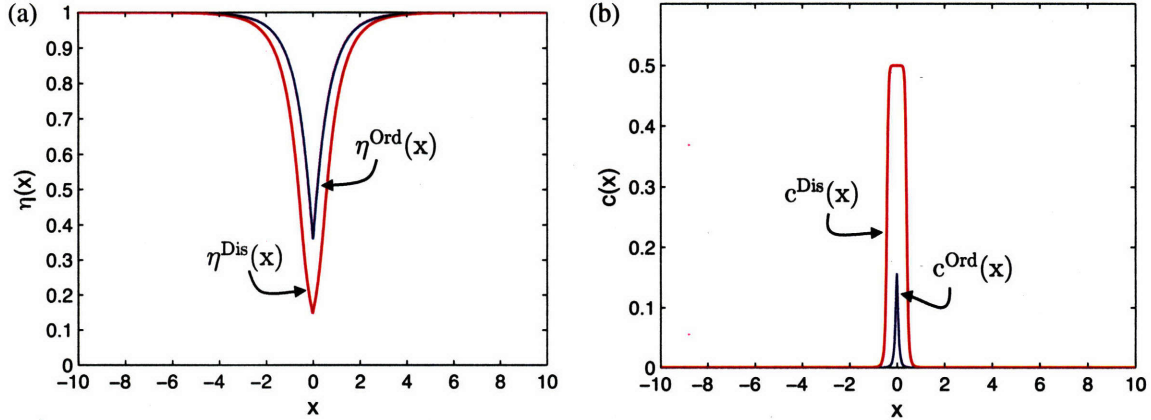 (a)
1
0.9
0.8
0.7
0.6
0.5
0.4
0.3
0.2
0.1
0
η(x)
η^Ord(x)
η^Dis(x)
−10 −8 −6 −4 −2 0 2 4 6 8 10
x
(b)
0.5
0.4
0.3
0.2
0.1
0
c(x)
c^Dis(x)
c^Ord(x)
−10 −8 −6 −4 −2 0 2 4 6 8 10
x